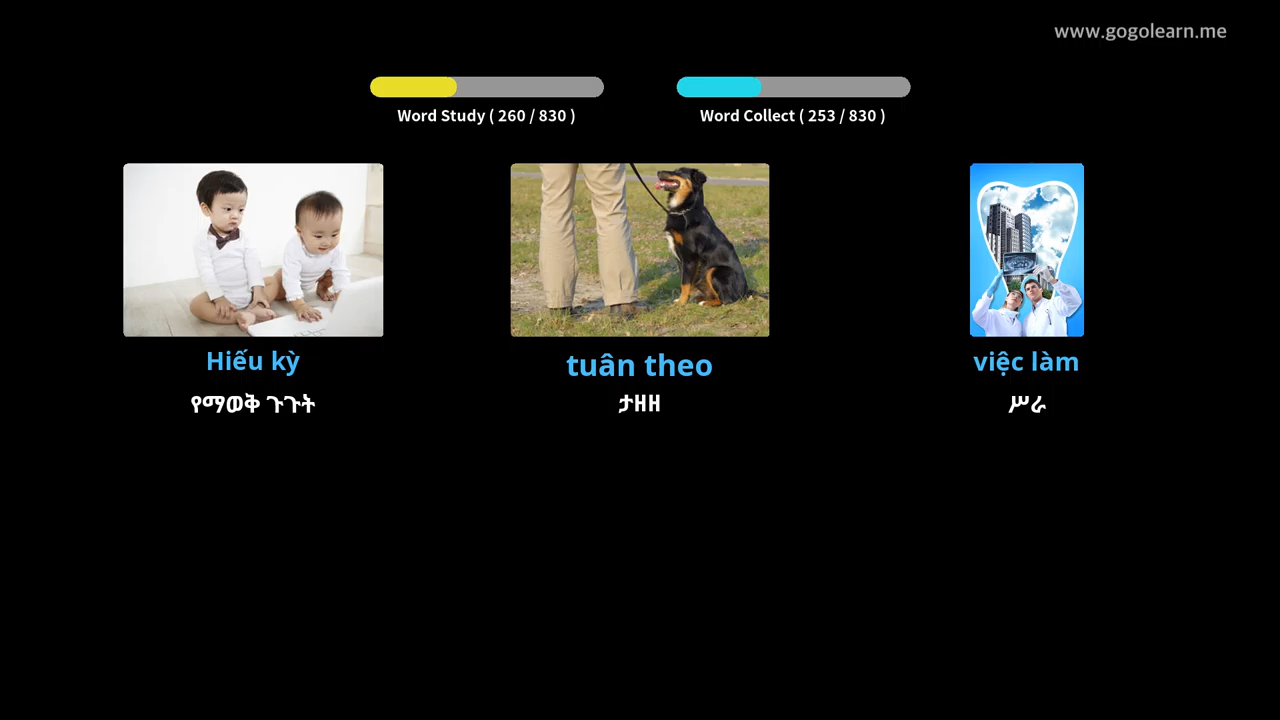 www.gogolearn.me
Word Study ( 260 / 830 )
Word Collect ( 253 / 830 )
Hiếu kỳ
tuân theo
việc làm
የማወቅ ጉጉት
ታዘዘ
ሥራ